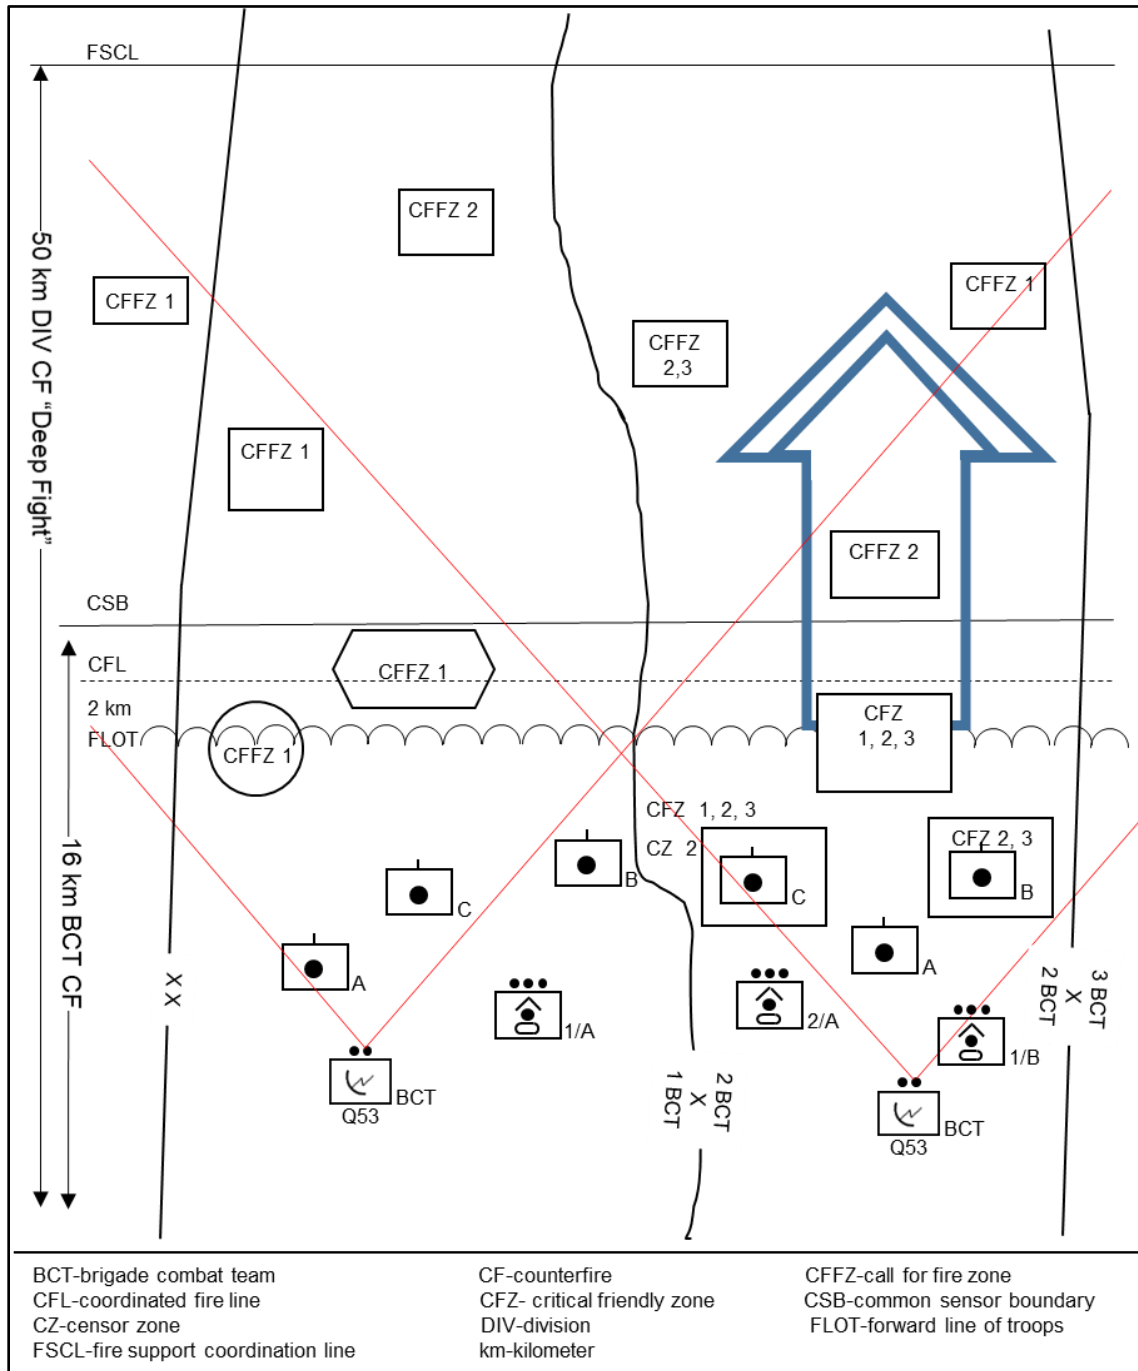 FSCL
CFFZ 2
CFFZ 1
CFFZ 1
CFFZ
2,3
50 km DIV CF “Deep Fight”
CFFZ 1
CFFZ 2
CSB
CFL
CFFZ 1
2 km
FLOT
CFFZ 1
CFZ
1, 2, 3
CFZ 1, 2, 3
CZ 2
CFZ 2, 3
16 km BCT CF
B
C
C
B
A
A
X X
1/A
2/A
1/B
3 BCT
X
2 BCT
BCT
Q53
2 BCT
X
1 BCT
BCT
Q53
BCT-brigade combat team
CFL-coordinated fire line
CZ-censor zone
FSCL-fire support coordination line
CF-counterfire
CFZ- critical friendly zone
DIV-division
km-kilometer
CFFZ-call for fire zone
CSB-common sensor boundary
FLOT-forward line of troops